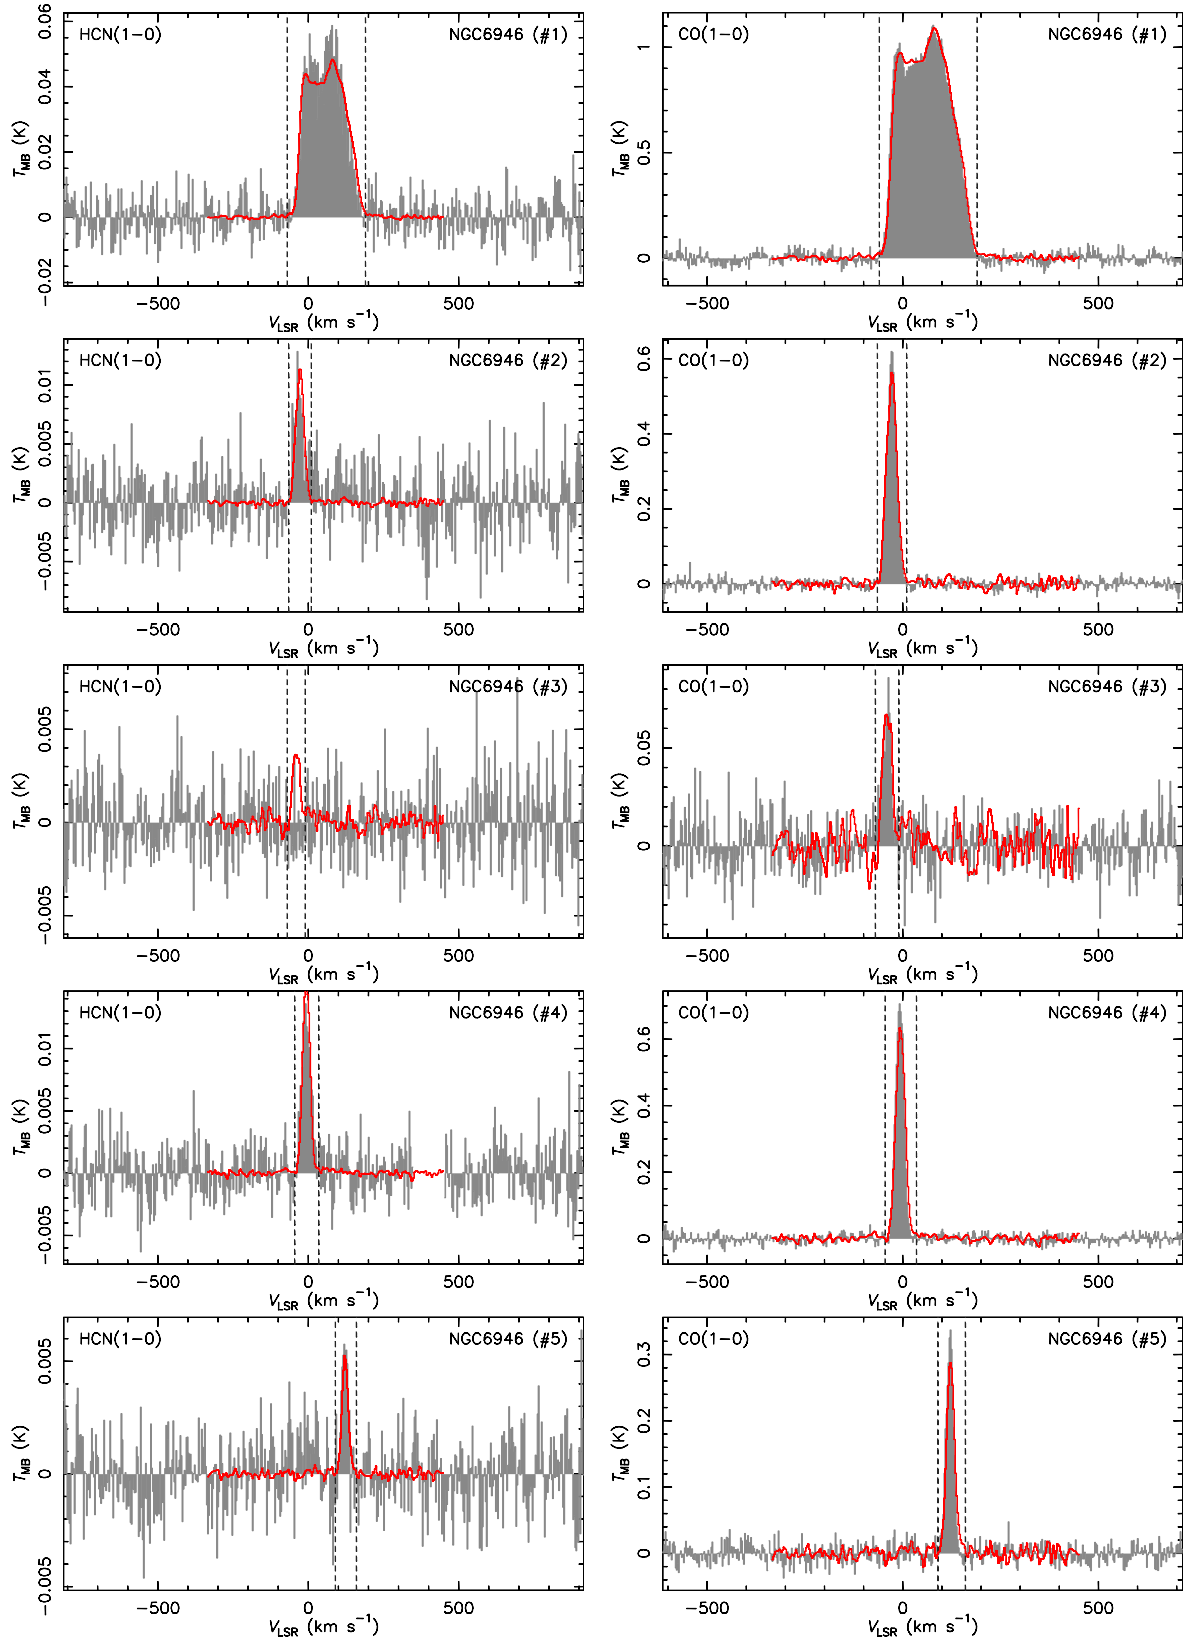 HCN(1−0) NGC6946 (#1)
0.06
0.04
0.02
0
−0.02
T_MB (K)
−500 0 500
V_LSR (km s⁻¹)
CO(1−0) NGC6946 (#1)
1
0.5
0
T_MB (K)
−500 0 500
V_LSR (km s⁻¹)
HCN(1−0) NGC6946 (#2)
0.01
0.005
0
−0.005
T_MB (K)
−500 0 500
V_LSR (km s⁻¹)
CO(1−0) NGC6946 (#2)
0.6
0.4
0.2
0
T_MB (K)
−500 0 500
V_LSR (km s⁻¹)
HCN(1−0) NGC6946 (#3)
0.005
0
−0.005
T_MB (K)
−500 0 500
V_LSR (km s⁻¹)
CO(1−0) NGC6946 (#3)
0.05
0
T_MB (K)
−500 0 500
V_LSR (km s⁻¹)
HCN(1−0) NGC6946 (#4)
0.01
0.005
0
−0.005
T_MB (K)
−500 0 500
V_LSR (km s⁻¹)
CO(1−0) NGC6946 (#4)
0.6
0.4
0.2
0
T_MB (K)
−500 0 500
V_LSR (km s⁻¹)
HCN(1−0) NGC6946 (#5)
0.005
0
−0.005
T_MB (K)
−500 0 500
V_LSR (km s⁻¹)
CO(1−0) NGC6946 (#5)
0.3
0.2
0.1
0
T_MB (K)
−500 0 500
V_LSR (km s⁻¹)